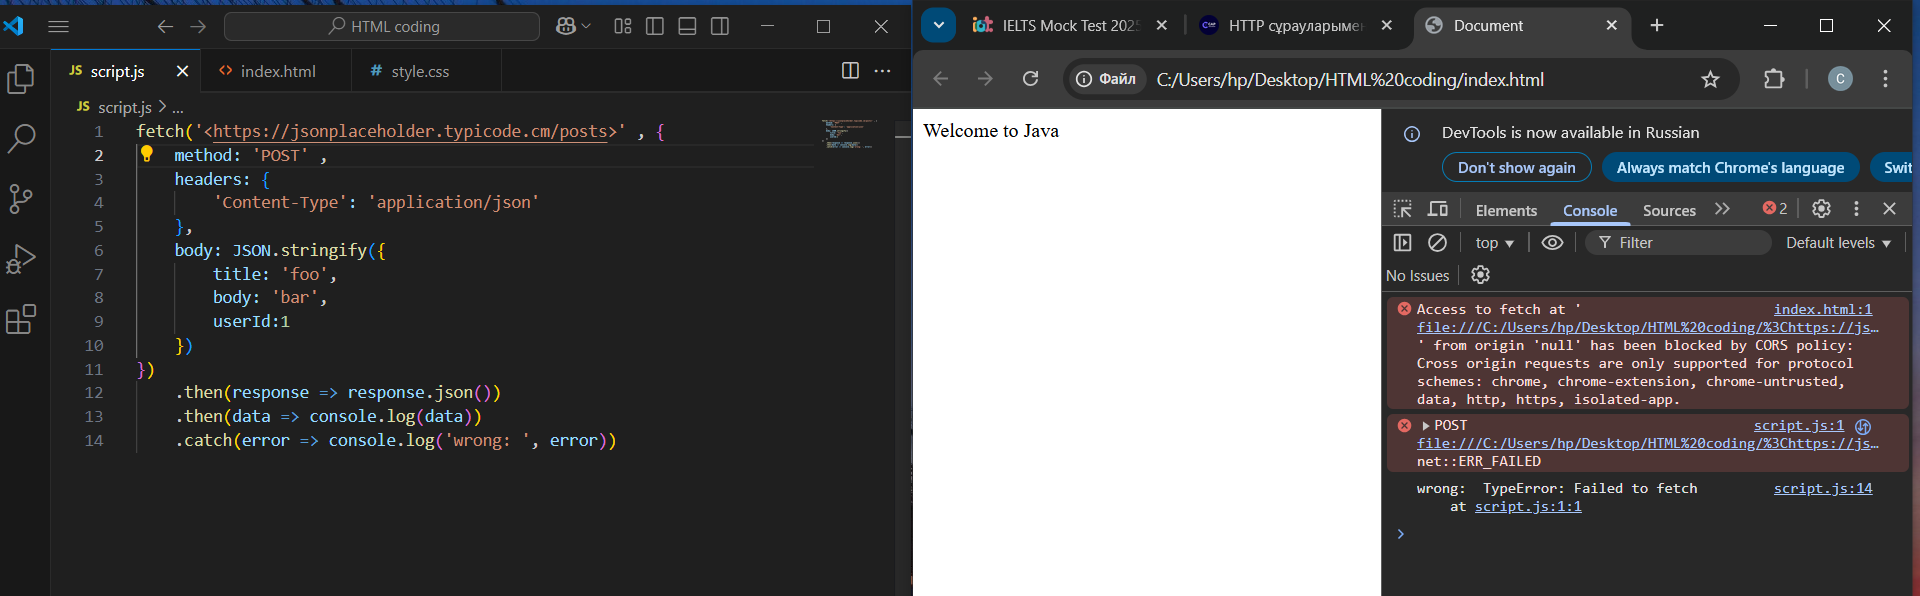 HTML coding
script.js
index.html
style.css
script.js > ...
1 fetch('<https://jsonplaceholder.typicode.cm/posts>' , {
2 method: 'POST' ,
3 headers: {
4 'Content-Type': 'application/json'
5 },
6 body: JSON.stringify({
7 title: 'foo',
8 body: 'bar',
9 userId:1
10 })
11 })
12 .then(response => response.json())
13 .then(data => console.log(data))
14 .catch(error => console.log('wrong: ', error))
IELTS Mock Test 2025
HTTP сұрауларымен
Document
Файл C:/Users/hp/Desktop/HTML%20coding/index.html
C
Welcome to Java
DevTools is now available in Russian
Don't show again
Always match Chrome's language
Swit
Elements
Console
Sources
2
top
Filter
Default levels
No Issues
Access to fetch at ' index.html:1
file:///C:/Users/hp/Desktop/HTML%20coding/%3Chttps://js…
' from origin 'null' has been blocked by CORS policy:
Cross origin requests are only supported for protocol
schemes: chrome, chrome-extension, chrome-untrusted,
data, http, https, isolated-app.
POST script.js:1
file:///C:/Users/hp/Desktop/HTML%20coding/%3Chttps://js…
net::ERR_FAILED
wrong: TypeError: Failed to fetch script.js:14
at script.js:1:1